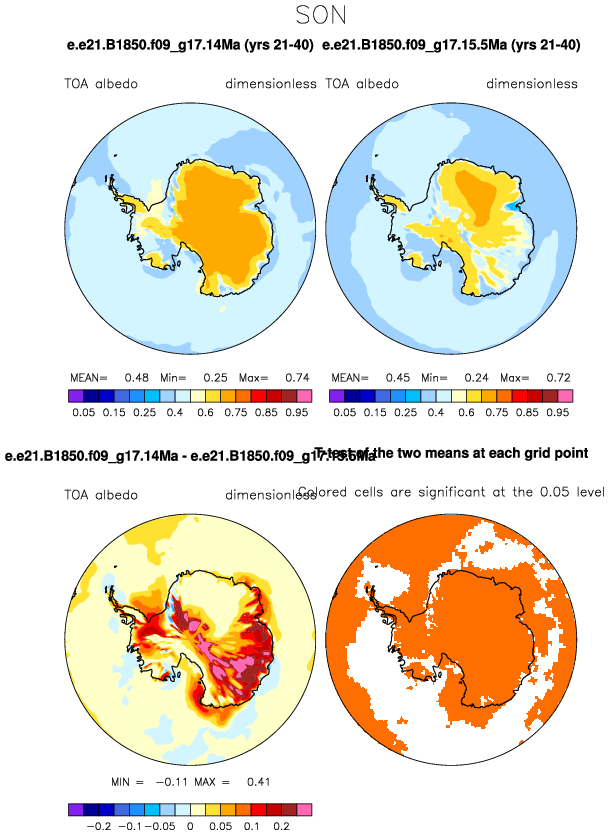 SON
e.e21.B1850.f09_g17.14Ma (yrs 21-40) e.e21.B1850.f09_g17.15.5Ma (yrs 21-40)
TOA albedo dimensionless TOA albedo dimensionless
MEAN= 0.48 Min= 0.25 Max= 0.74 MEAN= 0.45 Min= 0.24 Max= 0.72
0.05 0.15 0.25 0.4 0.6 0.75 0.85 0.95 0.05 0.15 0.25 0.4 0.6 0.75 0.85 0.95
e.e21.B1850.f09_g17.14Ma - e.e21.B1850.f09_g17.15.5Ma
T-test of the two means at each grid point
TOA albedo dimensionless
Colored cells are significant at the 0.05 level
MIN = -0.11 MAX = 0.41
-0.2 -0.1 -0.05 0 0.05 0.1 0.2